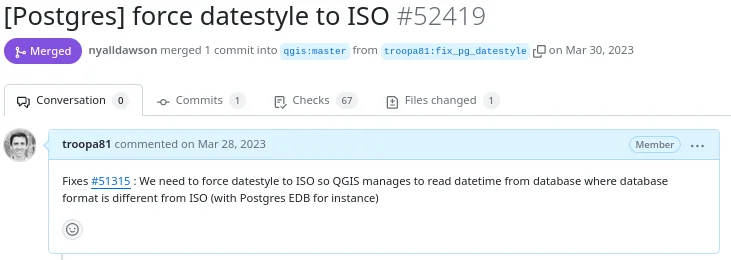 [Postgres] force datestyle to ISO #52419
Merged nyalldawson merged 1 commit into qgis:master from troopa81:fix_pg_datestyle on Mar 30, 2023
Conversation 0 Commits 1 Checks 67 Files changed 1
troopa81 commented on Mar 28, 2023 Member ...
Fixes #51315 : We need to force datestyle to ISO so QGIS manages to read datetime from database where database
format is different from ISO (with Postgres EDB for instance)